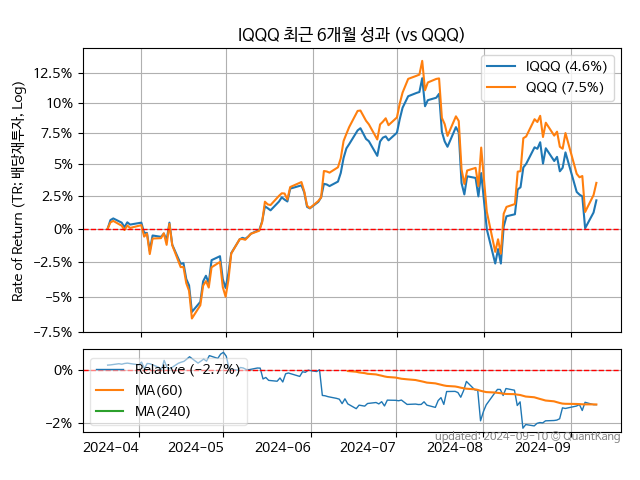 IQQQ 최근 6개월 성과 (vs QQQ)
Rate of Return (TR: 배당재투자, Log)
12.5%
10%
7.5%
5%
2.5%
0%
−2.5%
−5%
−7.5%
IQQQ (4.6%)
QQQ (7.5%)
0%
−2%
Relative (−2.7%)
MA(60)
MA(240)
2024-04
2024-05
2024-06
2024-07
2024-08
2024-09
updated: 2024-09-10 © QuantKang